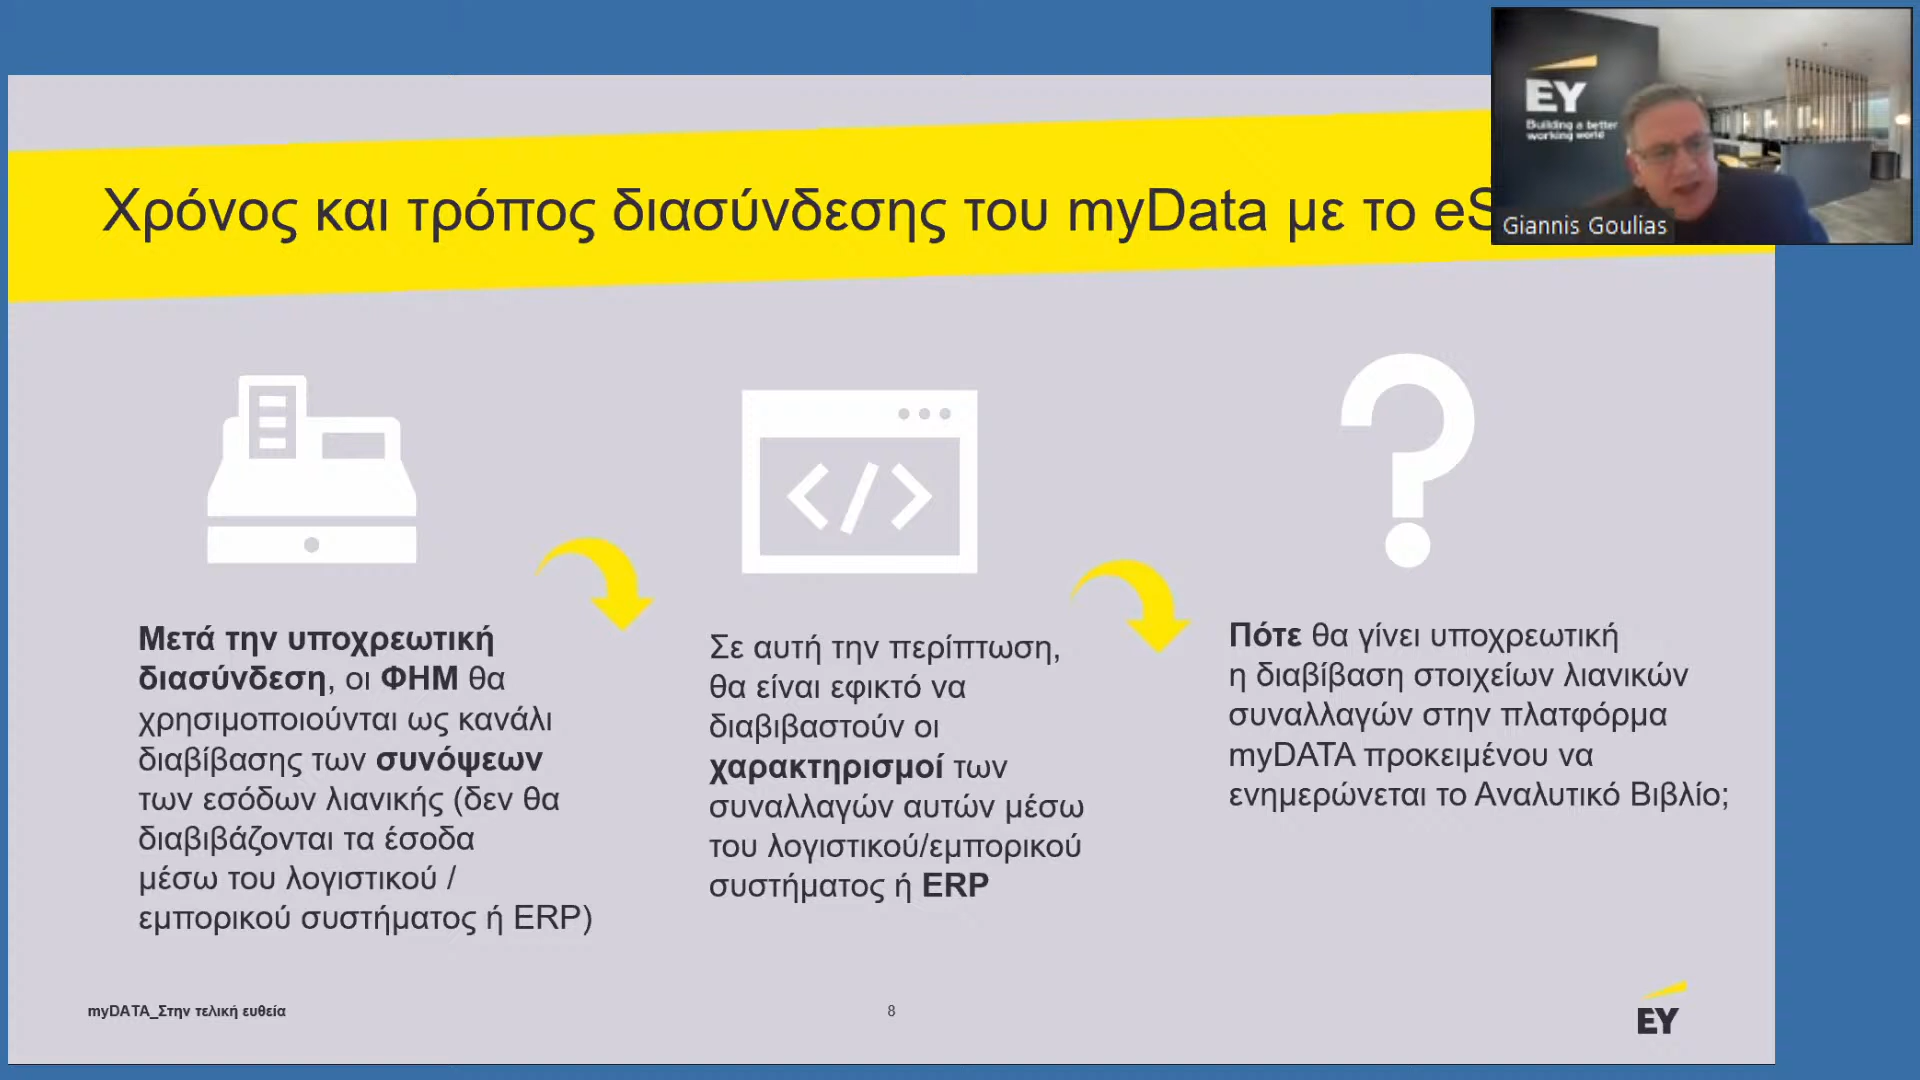 EY
Building a better
working world
Giannis Goulias
Χρόνος και τρόπος διασύνδεσης του myData με το eS
Μετά την υποχρεωτική
διασύνδεση, οι ΦΗΜ θα
χρησιμοποιούνται ως κανάλι
διαβίβασης των συνόψεων
των εσόδων λιανικής (δεν θα
διαβιβάζονται τα έσοδα
μέσω του λογιστικού /
εμπορικού συστήματος ή ERP)
Σε αυτή την περίπτωση,
θα είναι εφικτό να
διαβιβαστούν οι
χαρακτηρισμοί των
συναλλαγών αυτών μέσω
του λογιστικού/εμπορικού
συστήματος ή ERP
Πότε θα γίνει υποχρεωτική
η διαβίβαση στοιχείων λιανικών
συναλλαγών στην πλατφόρμα
myDATA προκειμένου να
ενημερώνεται το Αναλυτικό Βιβλίο;
myDATA_Στην τελική ευθεία
8
EY